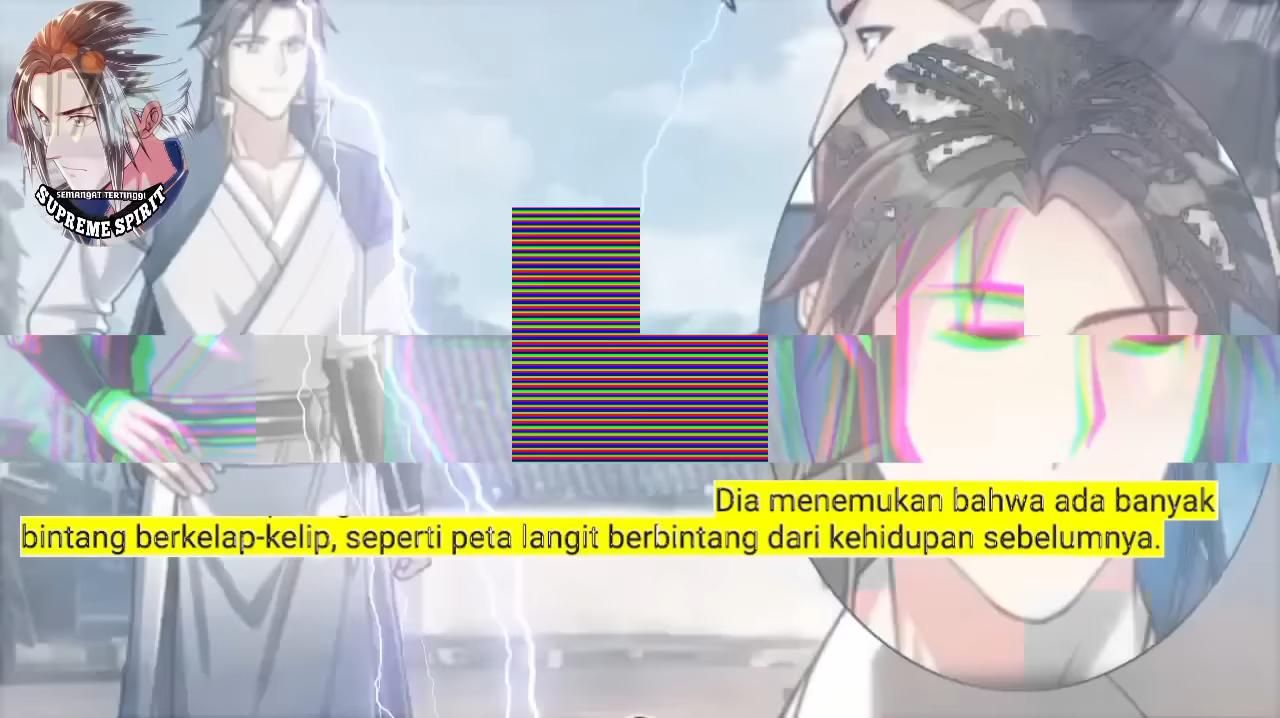 SEMANGAT TERTINGGI
SUPREME SPIRIT
Dia menemukan bahwa ada banyak
bintang berkelap-kelip, seperti peta langit berbintang dari kehidupan sebelumnya.